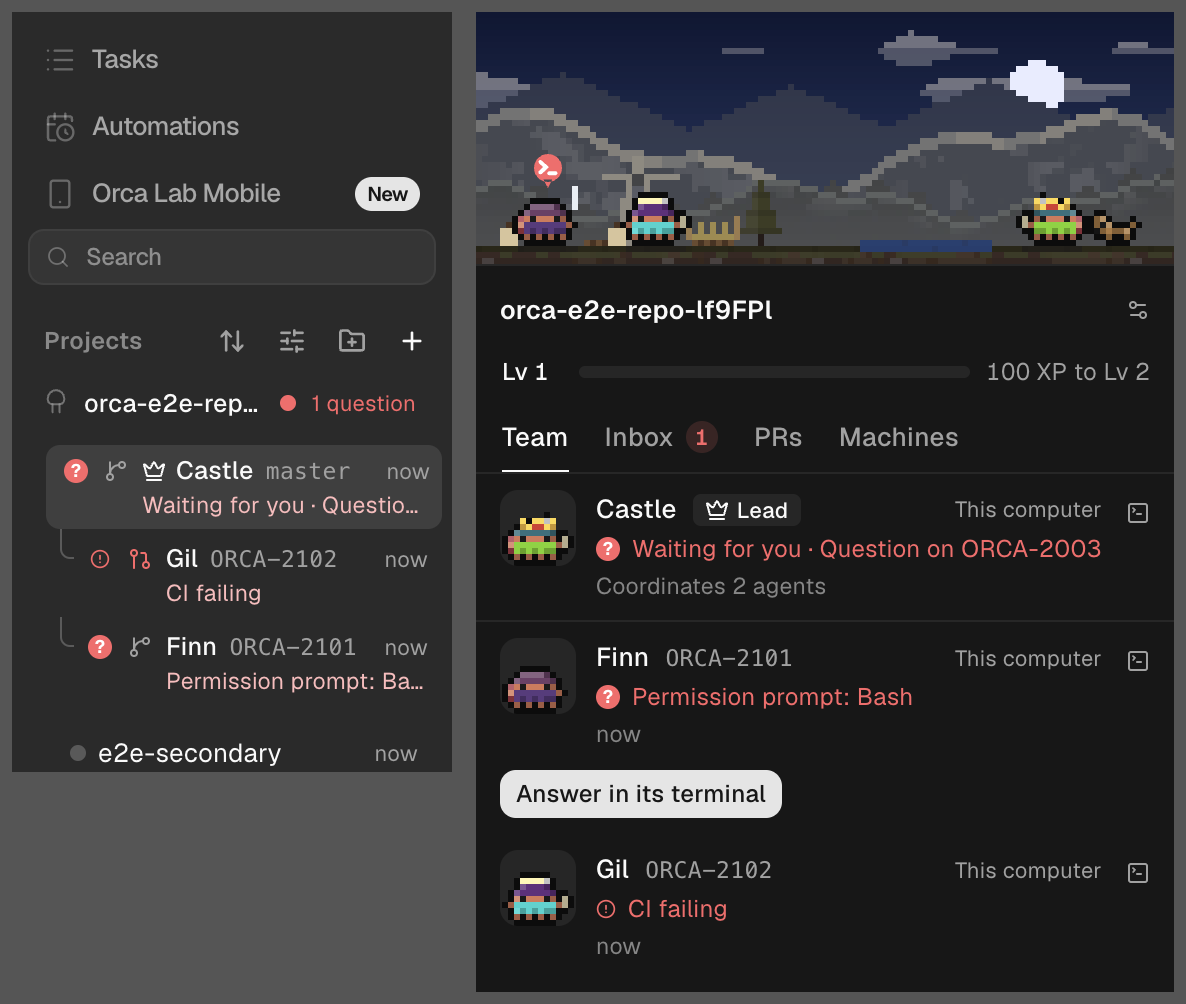 Tasks
Automations
Orca Lab Mobile New
Search
Projects
orca-e2e-rep... 1 question
Castle master now
Waiting for you · Questio...
Gil ORCA-2102 now
CI failing
Finn ORCA-2101 now
Permission prompt: Ba...
e2e-secondary now
orca-e2e-repo-lf9FPl
Lv 1 100 XP to Lv 2
Team Inbox 1 PRs Machines
Castle Lead This computer
Waiting for you · Question on ORCA-2003
Coordinates 2 agents
Finn ORCA-2101 This computer
Permission prompt: Bash
now
Answer in its terminal
Gil ORCA-2102 This computer
CI failing
now